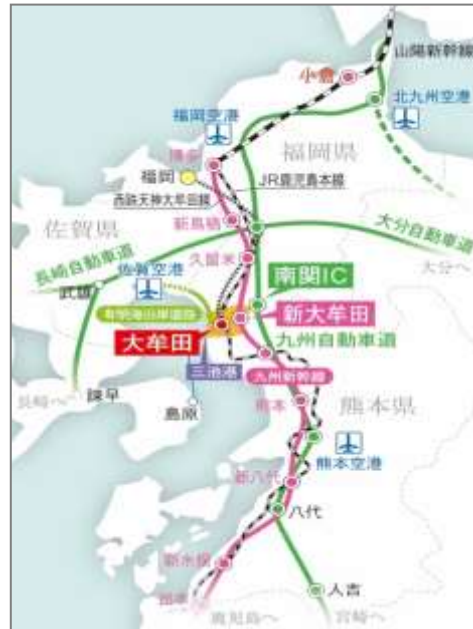 山陽新幹線
小倉
北九州空港
福岡空港
博多
福岡県
福岡
JR鹿児島本線
西鉄天神大牟田線
佐賀県
新鳥栖
大分自動車道
長崎自動車道
久留米
大分へ
佐賀空港
武雄
南関IC
有明海沿岸道路
新大牟田
大牟田
九州自動車道
三池港
九州新幹線
諫早
長崎へ
島原
熊本
熊本県
熊本空港
新八代
八代
新水俣
人吉
出水
鹿児島へ
宮崎へ